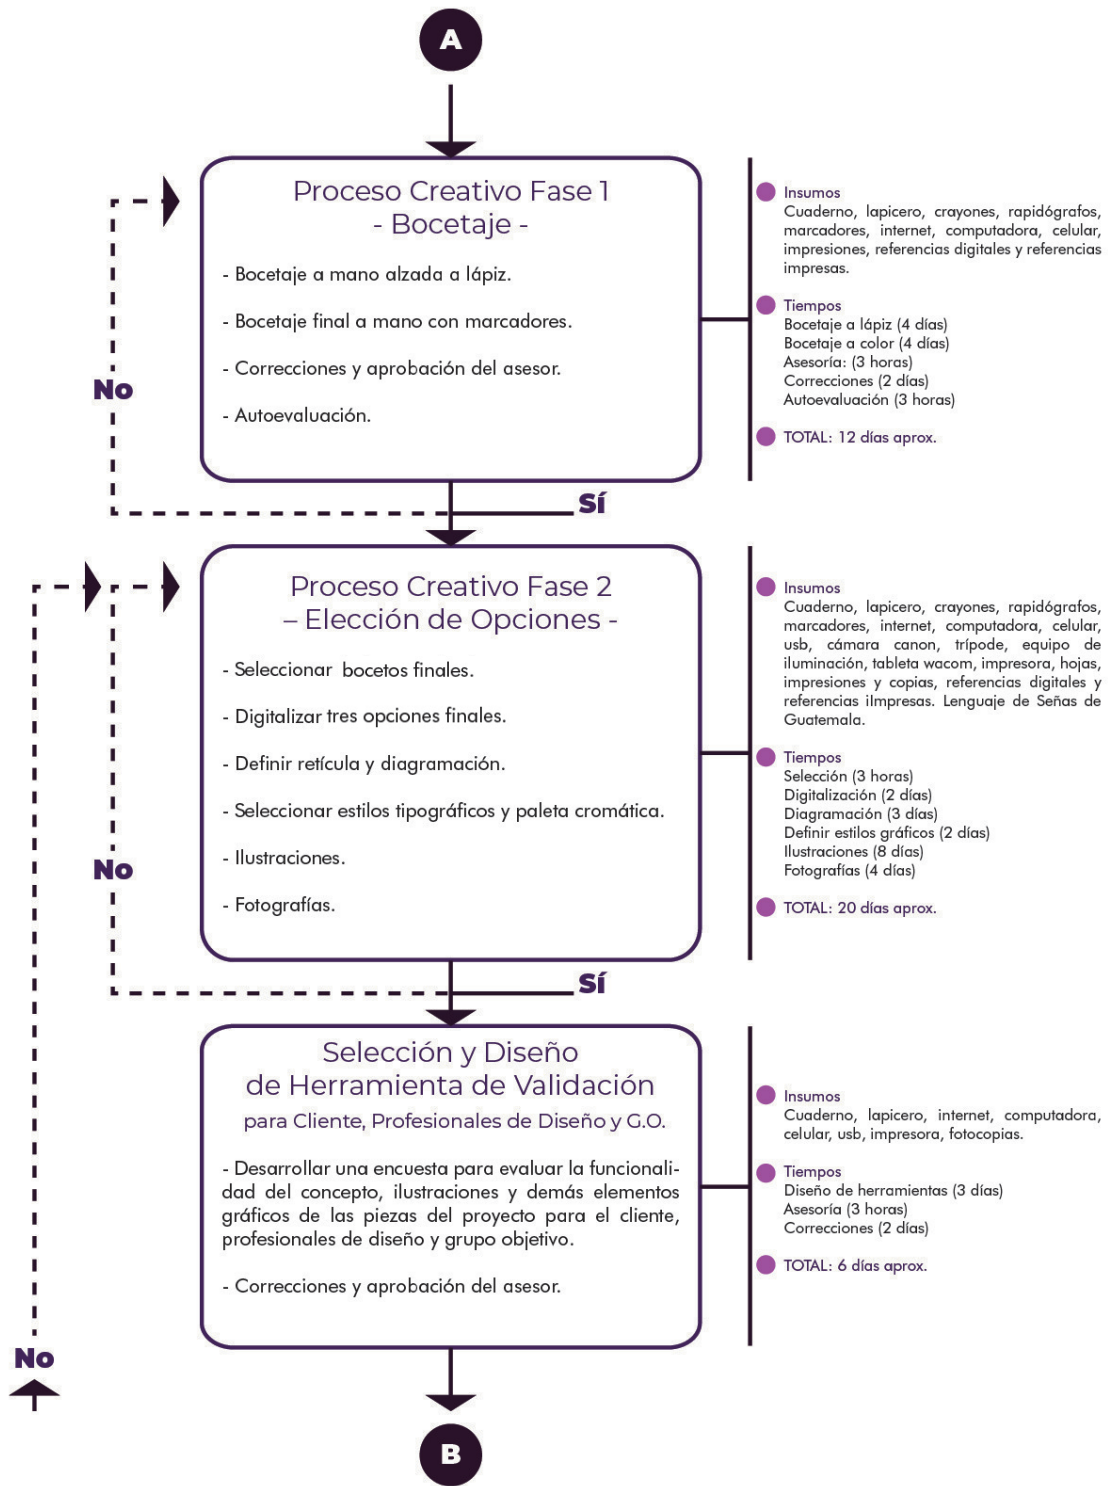 A
Proceso Creativo Fase 1
- Bocetaje -
- Bocetaje a mano alzada a lápiz.
- Bocetaje final a mano con marcadores.
- Correcciones y aprobación del asesor.
- Autoevaluación.
Insumos
Cuaderno, lapicero, crayones, rapidógrafos,
marcadores, internet, computadora, celular,
impresiones, referencias digitales y referencias
impresas.
Tiempos
Bocetaje a lápiz (4 días)
Bocetaje a color (4 días)
Asesoría: (3 horas)
Correcciones (2 días)
Autoevaluación (3 horas)
TOTAL: 12 días aprox.
No
Sí
Proceso Creativo Fase 2
– Elección de Opciones -
- Seleccionar bocetos finales.
- Digitalizar tres opciones finales.
- Definir retícula y diagramación.
- Seleccionar estilos tipográficos y paleta cromática.
- Ilustraciones.
- Fotografías.
Insumos
Cuaderno, lapicero, crayones, rapidógrafos,
marcadores, internet, computadora, celular,
usb, cámara canon, trípode, equipo de
iluminación, tableta wacom, impresora, hojas,
impresiones y copias, referencias digitales y
referencias iImpresas. Lenguaje de Señas de
Guatemala.
Tiempos
Selección (3 horas)
Digitalización (2 días)
Diagramación (3 días)
Definir estilos gráficos (2 días)
Ilustraciones (8 días)
Fotografías (4 días)
TOTAL: 20 días aprox.
No
Sí
Selección y Diseño
de Herramienta de Validación
para Cliente, Profesionales de Diseño y G.O.
- Desarrollar una encuesta para evaluar la funcionali-
dad del concepto, ilustraciones y demás elementos
gráficos de las piezas del proyecto para el cliente,
profesionales de diseño y grupo objetivo.
- Correcciones y aprobación del asesor.
Insumos
Cuaderno, lapicero, internet, computadora,
celular, usb, impresora, fotocopias.
Tiempos
Diseño de herramientas (3 días)
Asesoría (3 horas)
Correcciones (2 días)
TOTAL: 6 días aprox.
No
B